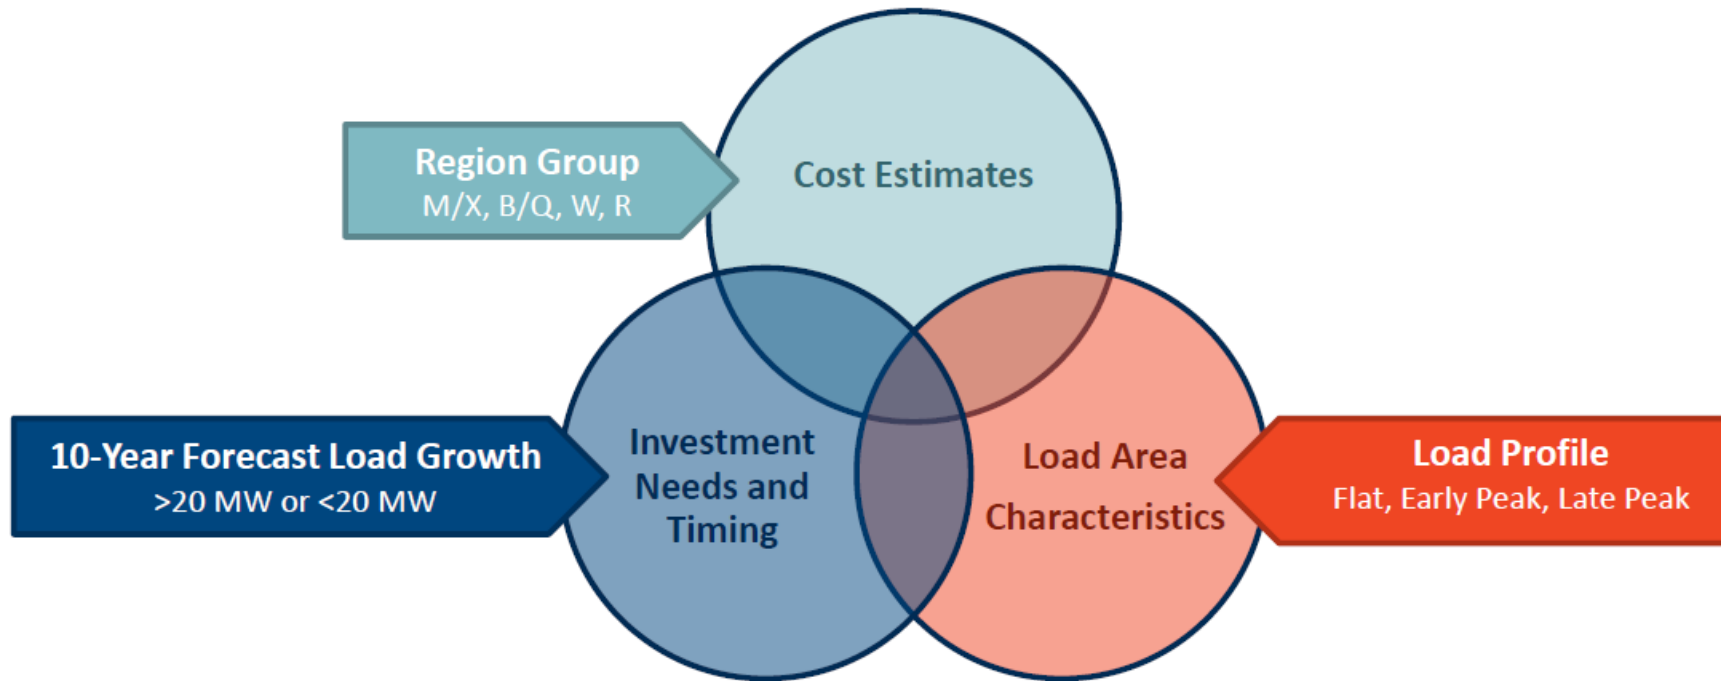 Region Group
M/X, B/Q, W, R
Cost Estimates
10-Year Forecast Load Growth
>20 MW or <20 MW
Investment
Needs and
Timing
Load Area
Characteristics
Load Profile
Flat, Early Peak, Late Peak